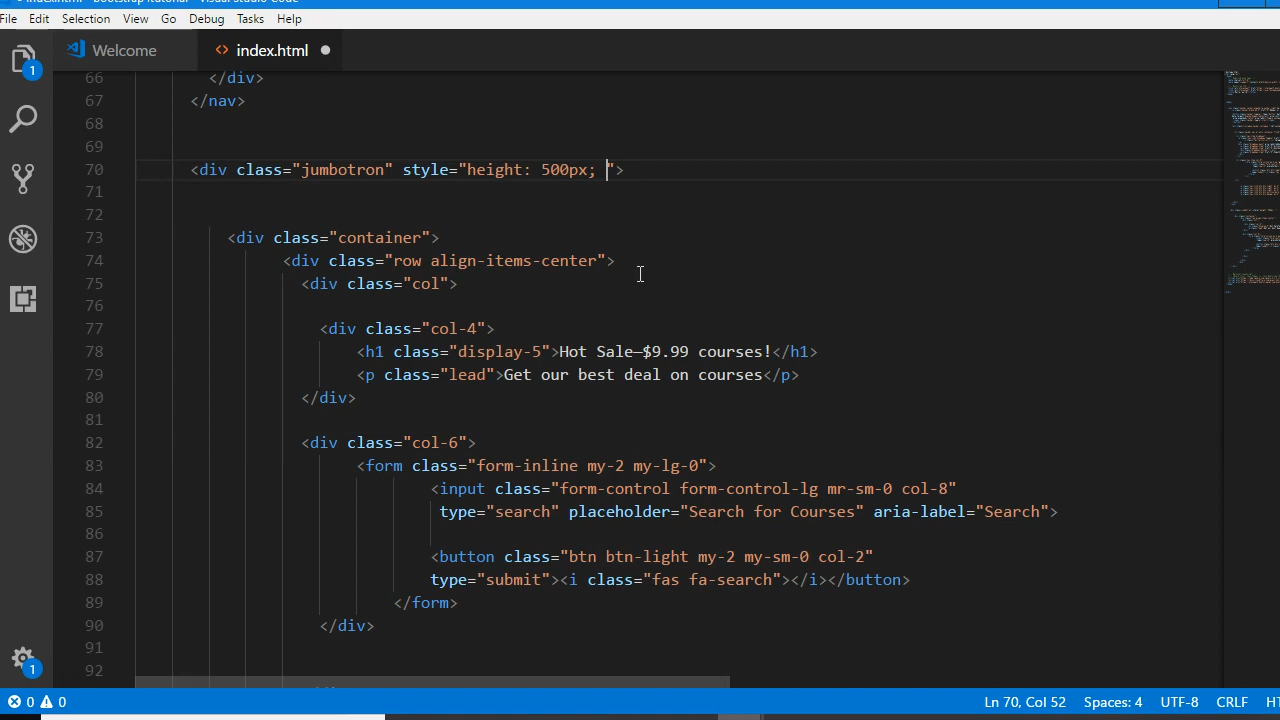 File Edit Selection View Go Debug Tasks Help
Welcome
<> index.html
1
66 </div>
67 </nav>
68
69
70 <div class="jumbotron" style="height: 500px; ">
71
72
73 <div class="container">
74 <div class="row align-items-center">
75 <div class="col">
76
77 <div class="col-4">
78 <h1 class="display-5">Hot Sale—$9.99 courses!</h1>
79 <p class="lead">Get our best deal on courses</p>
80 </div>
81
82 <div class="col-6">
83 <form class="form-inline my-2 my-lg-0">
84 <input class="form-control form-control-lg mr-sm-0 col-8"
85 type="search" placeholder="Search for Courses" aria-label="Search">
86
87 <button class="btn btn-light my-2 my-sm-0 col-2"
88 type="submit"><i class="fas fa-search"></i></button>
89 </form>
90 </div>
91
92
1
0 0 Ln 70, Col 52 Spaces: 4 UTF-8 CRLF HT